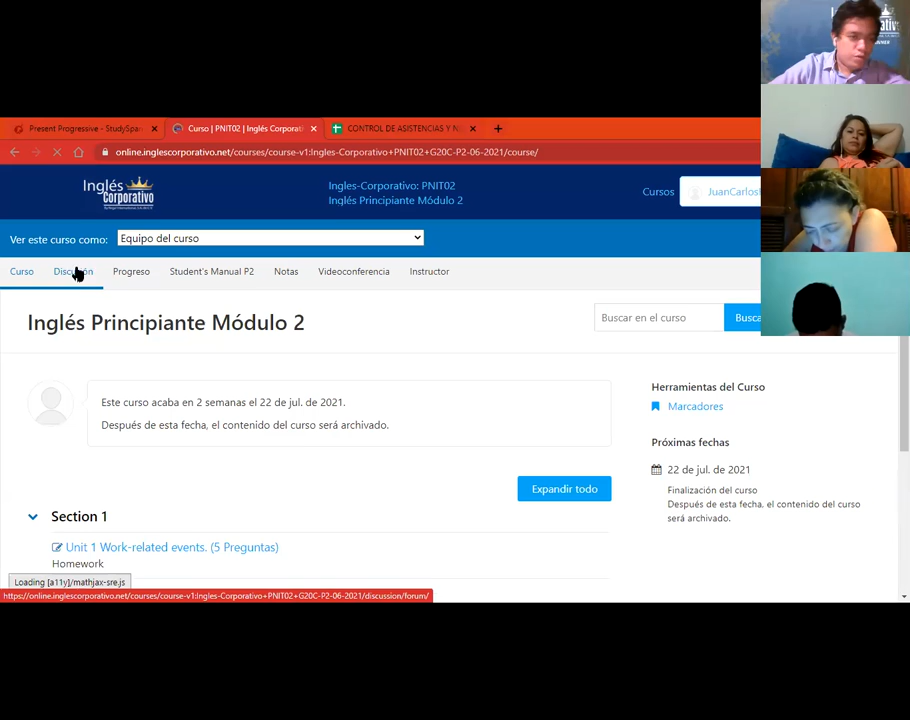 Present Progressive - StudySpan
Curso | PNIT02 | Inglés Corporati
CONTROL DE ASISTENCIAS Y N
online.inglescorporativo.net/courses/course-v1:Ingles-Corporativo+PNIT02+G20C-P2-06-2021/course/
Inglés
Corporativo
Ingles-Corporativo: PNIT02
Inglés Principiante Módulo 2
Cursos
JuanCarlos
Ver este curso como:
Equipo del curso
Curso
Discusión
Progreso
Student's Manual P2
Notas
Videoconferencia
Instructor
Inglés Principiante Módulo 2
Buscar en el curso
Busca
Este curso acaba en 2 semanas el 22 de jul. de 2021.
Después de esta fecha, el contenido del curso será archivado.
Herramientas del Curso
Marcadores
Próximas fechas
22 de jul. de 2021
Finalización del curso
Después de esta fecha, el contenido del curso
será archivado.
Expandir todo
Section 1
Unit 1 Work-related events. (5 Preguntas)
Homework
Loading [a11y]/mathjax-sre.js
https://online.inglescorporativo.net/courses/course-v1:Ingles-Corporativo+PNIT02+G20C-P2-06-2021/discussion/forum/